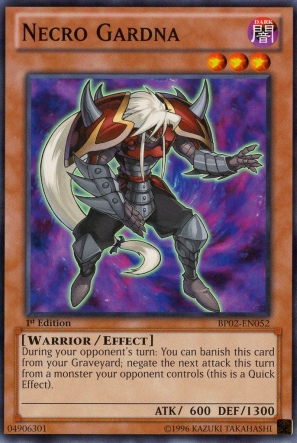 NECRO GARDNA
DARK
闇
1st Edition
BP02-EN052
[WARRIOR / EFFECT]
During your opponent's turn: You can banish this card
from your Graveyard; negate the next attack this turn
from a monster your opponent controls (this is a Quick
Effect).
ATK/ 600 DEF/1300
04906301
©1996 KAZUKI TAKAHASHI